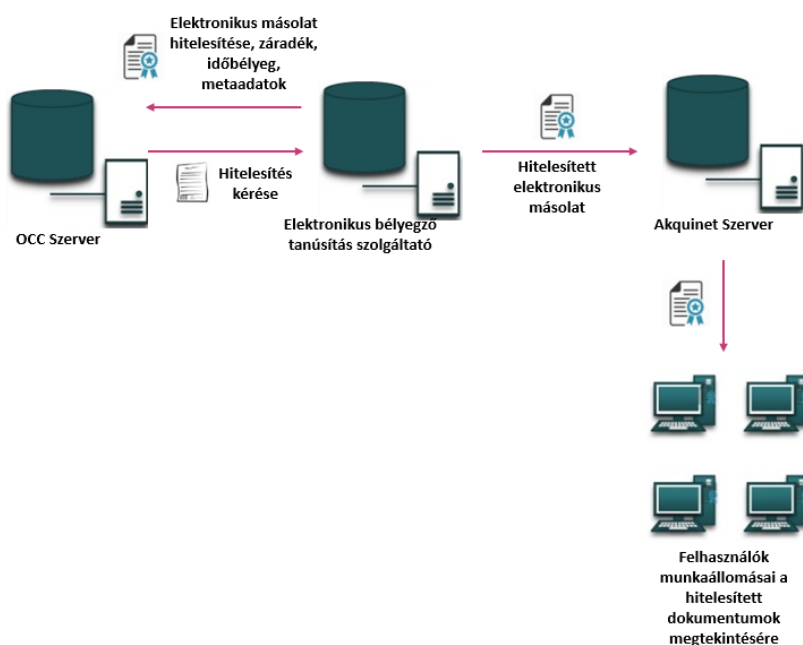 Elektronikus másolat
hitelesítése, záradék,
időbélyeg,
metaadatok
Hitelesítés
kérése
OCC Szerver
Elektronikus bélyegző
tanúsítás szolgáltató
Hitelesített
elektronikus
másolat
Akquinet Szerver
Felhasználók
munkaállomásai a
hitelesített
dokumentumok
megtekintésére